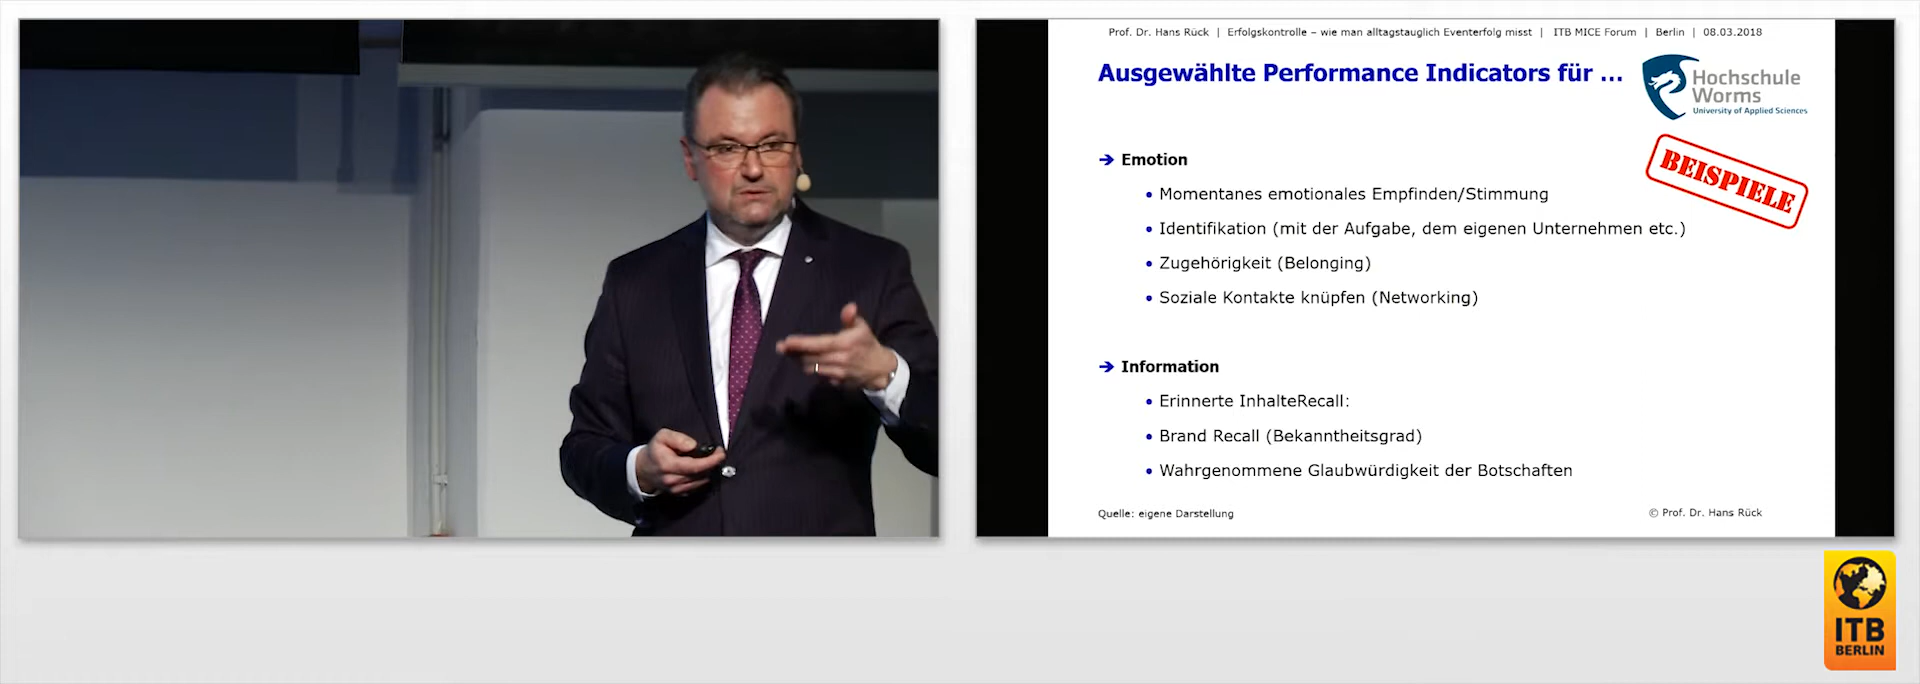 Prof. Dr. Hans Rück | Erfolgskontrolle – wie man alltagstauglich Eventerfolg misst | ITB MICE Forum | Berlin | 08.03.2018
Ausgewählte Performance Indicators für ...
Hochschule
Worms
University of Applied Sciences
BEISPIELE
➔ Emotion
• Momentanes emotionales Empfinden/Stimmung
• Identifikation (mit der Aufgabe, dem eigenen Unternehmen etc.)
• Zugehörigkeit (Belonging)
• Soziale Kontakte knüpfen (Networking)
➔ Information
• Erinnerte InhalteRecall:
• Brand Recall (Bekanntheitsgrad)
• Wahrgenommene Glaubwürdigkeit der Botschaften
Quelle: eigene Darstellung
© Prof. Dr. Hans Rück
ITB
BERLIN